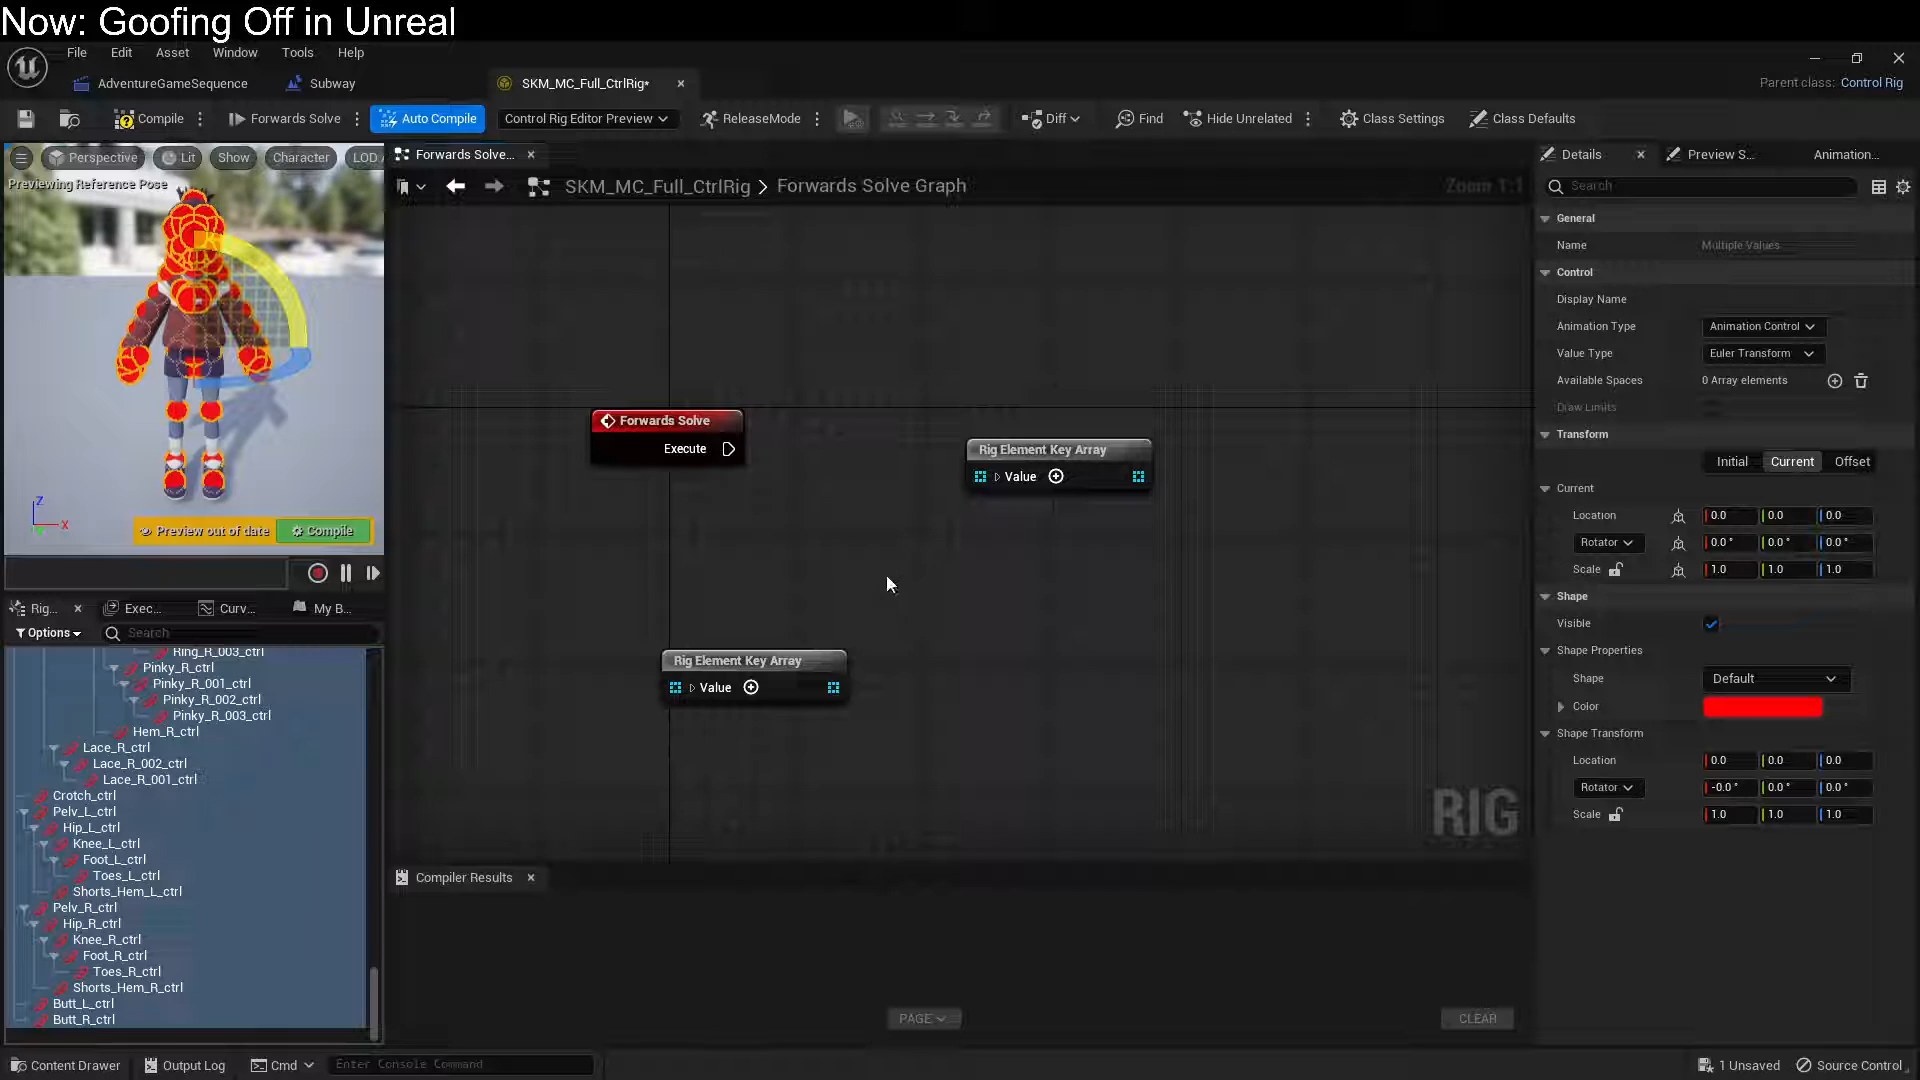 Now: Goofing Off in Unreal
File Edit Asset Window Tools Help
AdventureGameSequence Subway SKM_MC_Full_CtrlRig*
Parent class: Control Rig
Compile Forwards Solve Auto Compile Control Rig Editor Preview ReleaseMode Diff Find Hide Unrelated Class Settings Class Defaults
Perspective Lit Show Character LOD
Previewing Reference Pose
Z
X
Preview out of date Compile
Forwards Solve...
SKM_MC_Full_CtrlRig > Forwards Solve Graph
Zoom 1:1
Forwards Solve
Execute
Rig Element Key Array
Value
Rig Element Key Array
Value
RIG
Compiler Results
PAGE
CLEAR
Rig... Exec... Curv... My B...
Options Search
Ring_R_003_ctrl
Pinky_R_ctrl
Pinky_R_001_ctrl
Pinky_R_002_ctrl
Pinky_R_003_ctrl
Hem_R_ctrl
Lace_R_ctrl
Lace_R_002_ctrl
Lace_R_001_ctrl
Crotch_ctrl
Pelv_L_ctrl
Hip_L_ctrl
Knee_L_ctrl
Foot_L_ctrl
Toes_L_ctrl
Shorts_Hem_L_ctrl
Pelv_R_ctrl
Hip_R_ctrl
Knee_R_ctrl
Foot_R_ctrl
Toes_R_ctrl
Shorts_Hem_R_ctrl
Butt_L_ctrl
Butt_R_ctrl
Details Preview S... Animation...
Search
General
Name Multiple Values
Control
Display Name
Animation Type Animation Control
Value Type Euler Transform
Available Spaces 0 Array elements
Draw Limits
Transform
Initial Current Offset
Current
Location 0.0 0.0 0.0
Rotator 0.0 ° 0.0 ° 0.0 °
Scale 1.0 1.0 1.0
Shape
Visible
Shape Properties
Shape Default
Color
Shape Transform
Location 0.0 0.0 0.0
Rotator -0.0 ° 0.0 ° 0.0 °
Scale 1.0 1.0 1.0
Content Drawer Output Log Cmd Enter Console Command
1 Unsaved Source Control